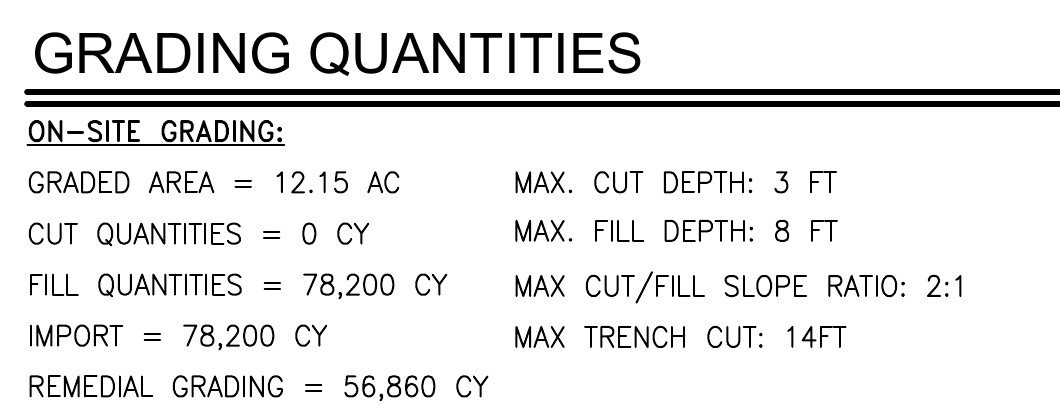 GRADING QUANTITIES
ON-SITE GRADING:
GRADED AREA = 12.15 AC
CUT QUANTITIES = 0 CY
FILL QUANTITIES = 78,200 CY
IMPORT = 78,200 CY
REMEDIAL GRADING = 56,860 CY
MAX. CUT DEPTH: 3 FT
MAX. FILL DEPTH: 8 FT
MAX CUT/FILL SLOPE RATIO: 2:1
MAX TRENCH CUT: 14FT